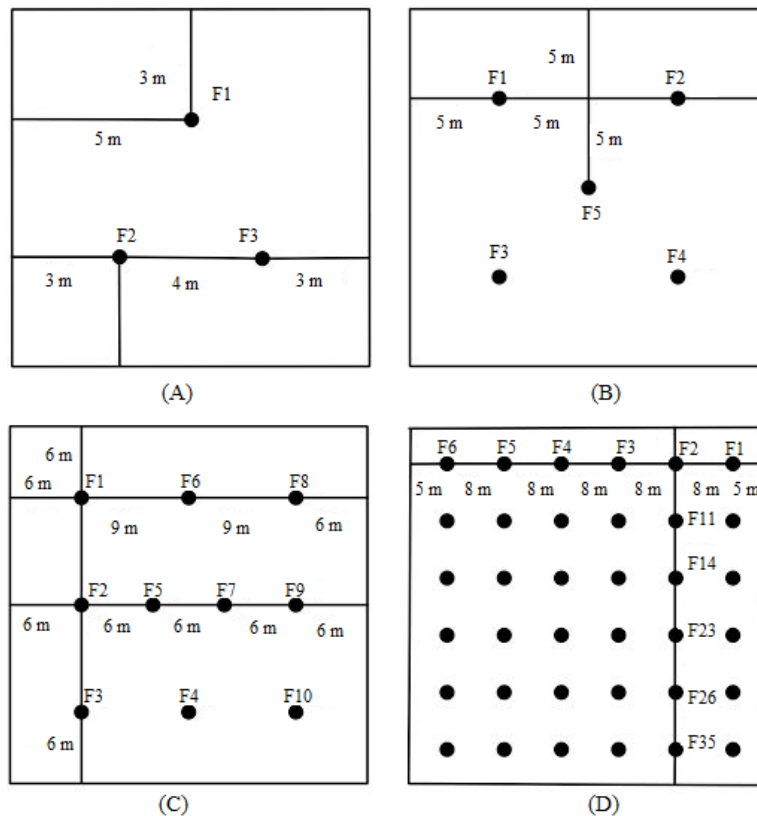 3 m
F1
5 m
F2 F3
3 m 4 m 3 m
(A)
5 m
F1 F2
5 m 5 m 5 m
F5
F3 F4
(B)
6 m
6 m F1 F6 F8
9 m 9 m 6 m
F2 F5 F7 F9
6 m 6 m 6 m 6 m 6 m
F3 F4 F10
6 m
(C)
F6 F5 F4 F3 F2 F1
5 m 8 m 8 m 8 m 8 m 8 m 5 m
F11
F14
F23
F26
F35
(D)